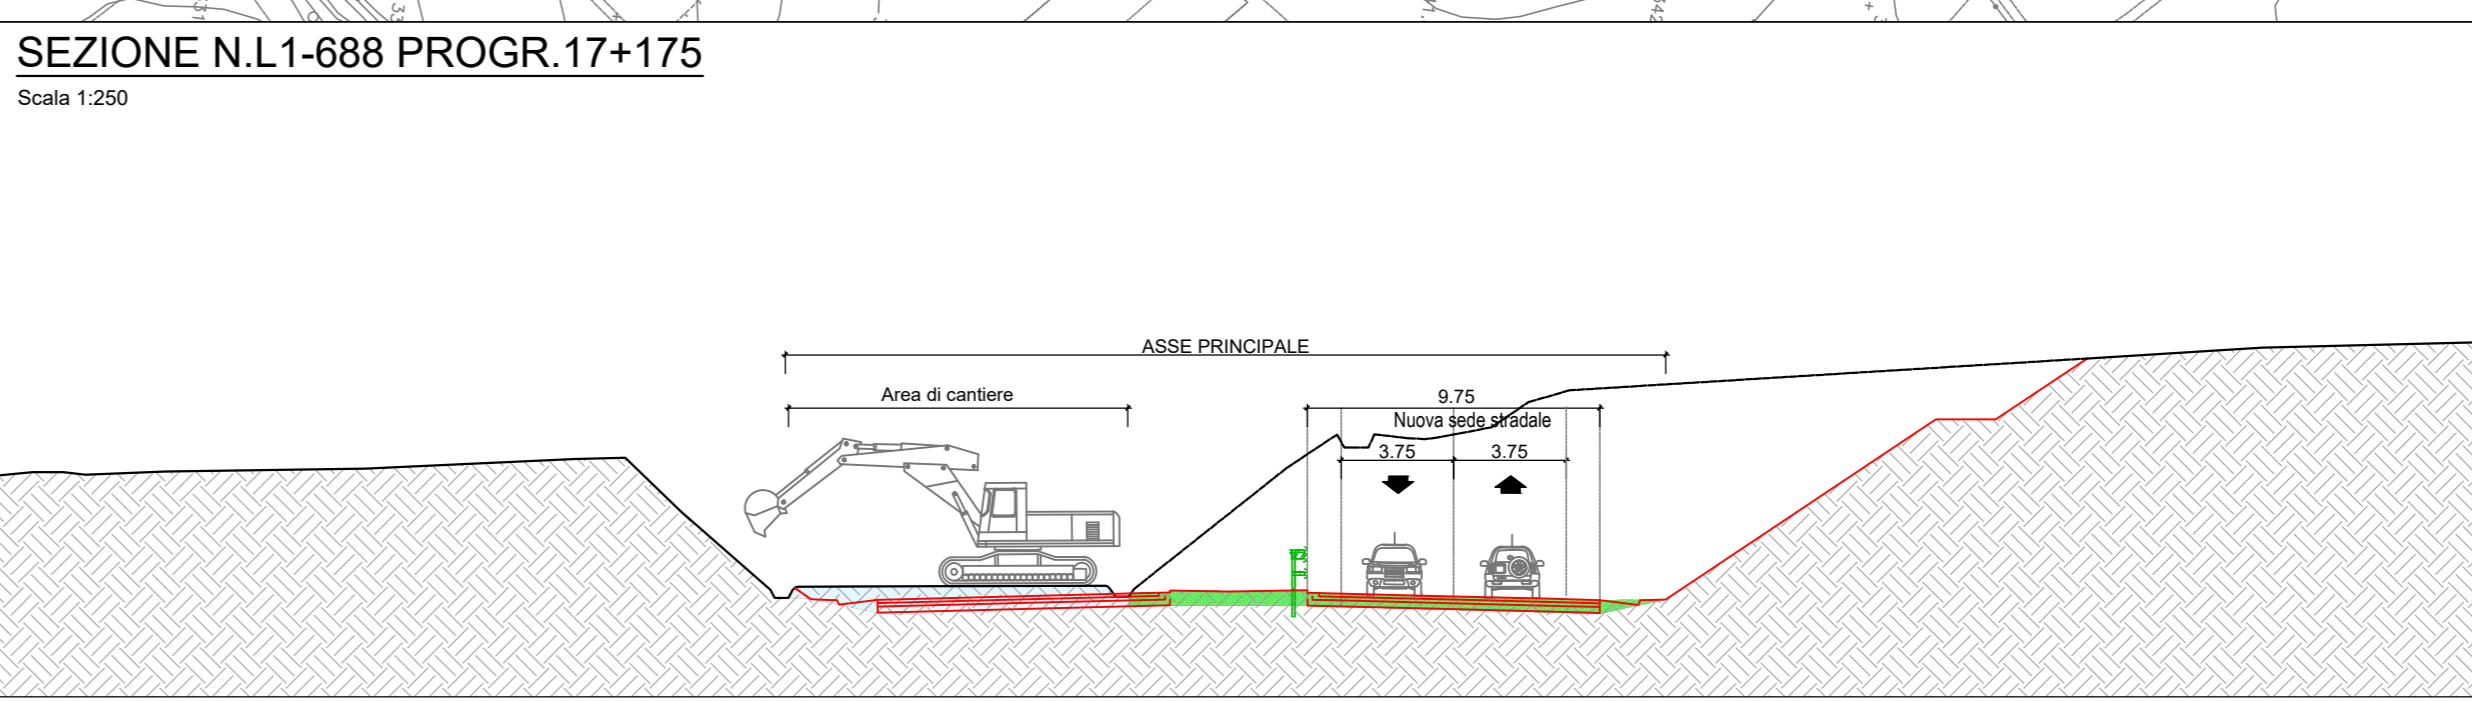 SEZIONE N.L1-688 PROGR.17+175
Scala 1:250
ASSE PRINCIPALE
Area di cantiere
9.75
Nuova sede stradale
3.75 3.75